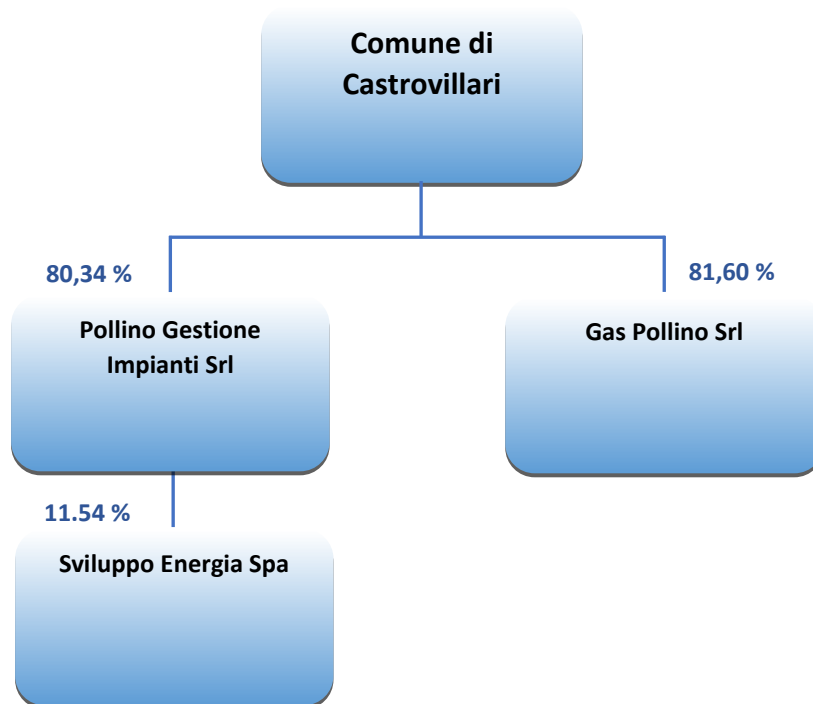 Comune di
Castrovillari
80,34 %
81,60 %
Pollino Gestione
Impianti Srl
Gas Pollino Srl
11.54 %
Sviluppo Energia Spa